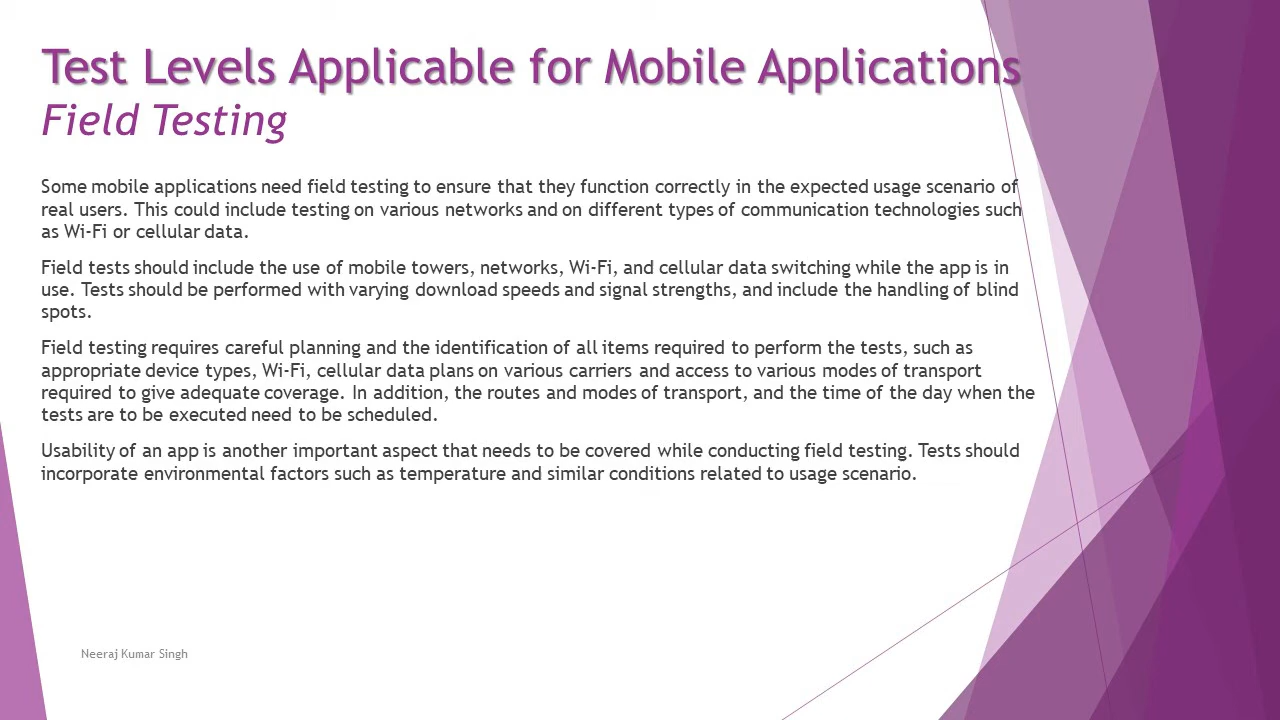 Test Levels Applicable for Mobile Applications
Field Testing
Some mobile applications need field testing to ensure that they function correctly in the expected usage scenario of
real users. This could include testing on various networks and on different types of communication technologies such
as Wi-Fi or cellular data.
Field tests should include the use of mobile towers, networks, Wi-Fi, and cellular data switching while the app is in
use. Tests should be performed with varying download speeds and signal strengths, and include the handling of blind
spots.
Field testing requires careful planning and the identification of all items required to perform the tests, such as
appropriate device types, Wi-Fi, cellular data plans on various carriers and access to various modes of transport
required to give adequate coverage. In addition, the routes and modes of transport, and the time of the day when the
tests are to be executed need to be scheduled.
Usability of an app is another important aspect that needs to be covered while conducting field testing. Tests should
incorporate environmental factors such as temperature and similar conditions related to usage scenario.
Neeraj Kumar Singh